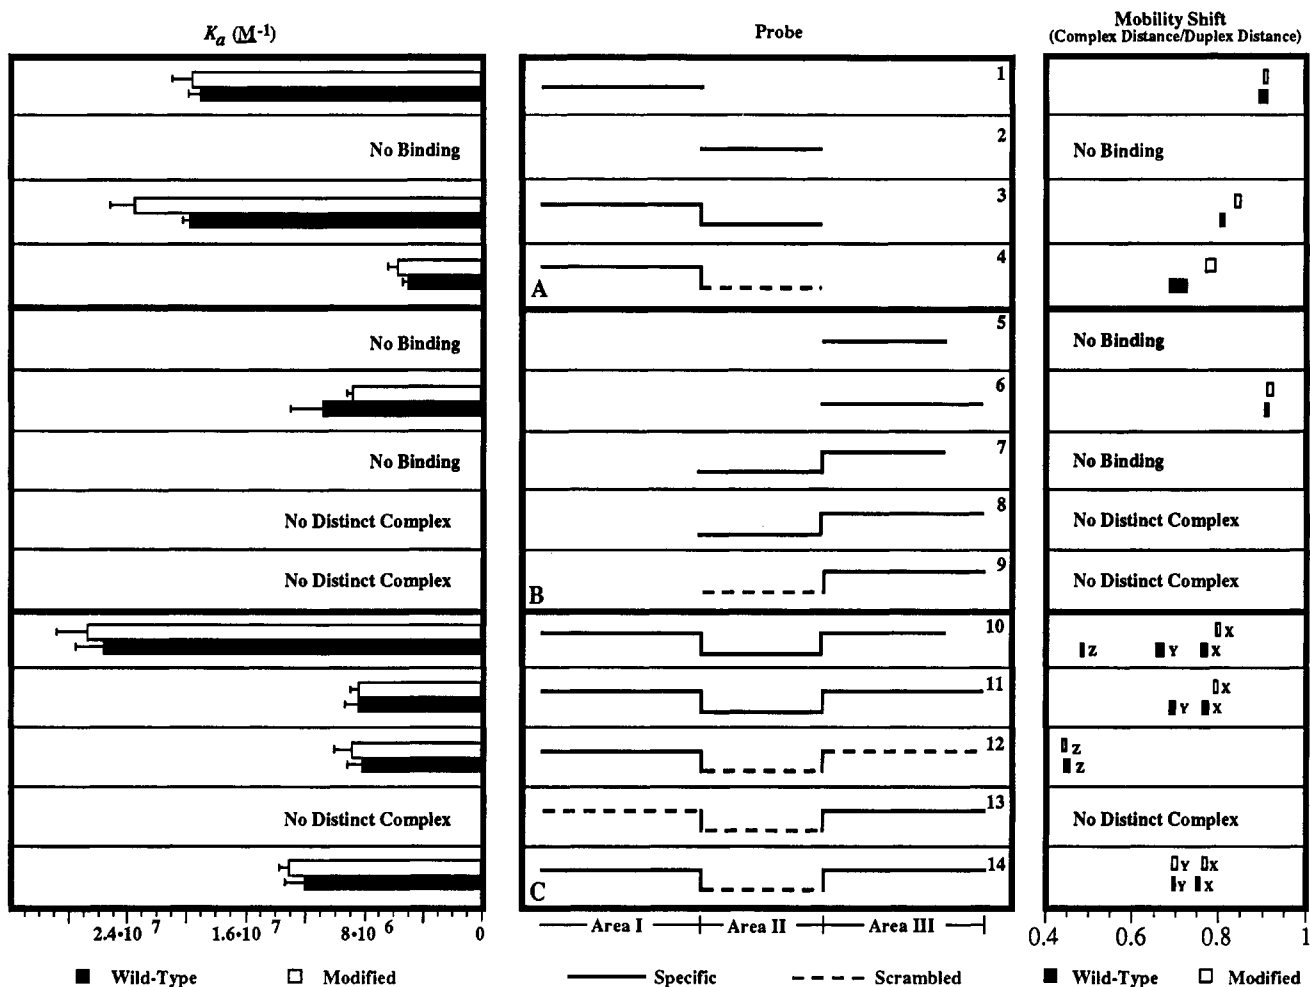 Ka (M-1)
Probe
Mobility Shift
(Complex Distance/Duplex Distance)
1
No Binding
2
No Binding
3
4
A
No Binding
5
No Binding
6
No Binding
7
No Binding
No Distinct Complex
8
No Distinct Complex
No Distinct Complex
9
B
No Distinct Complex
10
X
Z Y X
11
X
Y X
12
Z
Z
No Distinct Complex
13
No Distinct Complex
14
C
Y X
Y X
2.4•10 7 1.6•10 7 8•10 6 0
Area I Area II Area III
0.4 0.6 0.8 1
Wild-Type Modified
Specific Scrambled
Wild-Type Modified